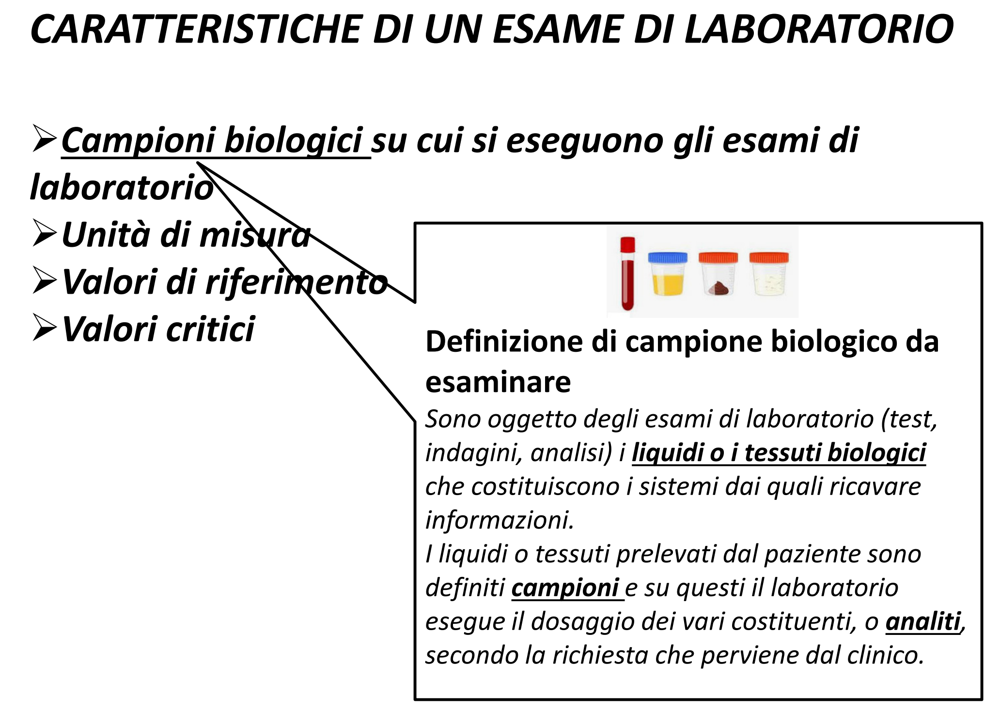 CARATTERISTICHE DI UN ESAME DI LABORATORIO
➢Campioni biologici su cui si eseguono gli esami di
laboratorio
➢Unità di misura
➢Valori di riferimento
➢Valori critici
Definizione di campione biologico da
esaminare
Sono oggetto degli esami di laboratorio (test,
indagini, analisi) i liquidi o i tessuti biologici
che costituiscono i sistemi dai quali ricavare
informazioni.
I liquidi o tessuti prelevati dal paziente sono
definiti campioni e su questi il laboratorio
esegue il dosaggio dei vari costituenti, o analiti,
secondo la richiesta che perviene dal clinico.